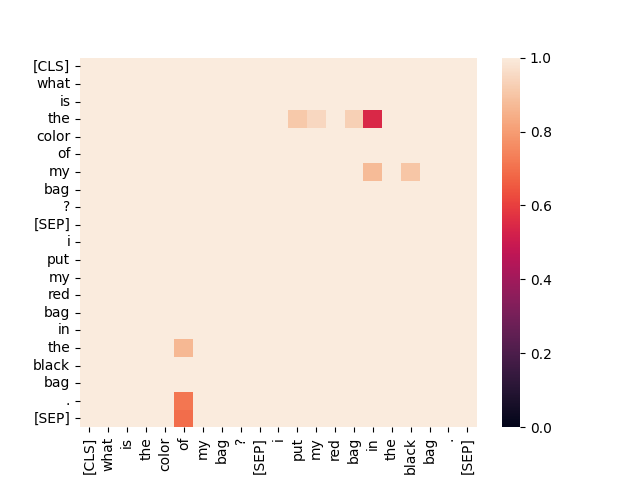 [CLS]
what
is
the
color
of
my
bag
?
[SEP]
i
put
my
red
bag
in
the
black
bag
.
[SEP]
[CLS]
what
is
the
color
of
my
bag
?
[SEP]
i
put
my
red
bag
in
the
black
bag
.
[SEP]
1.0
0.8
0.6
0.4
0.2
0.0